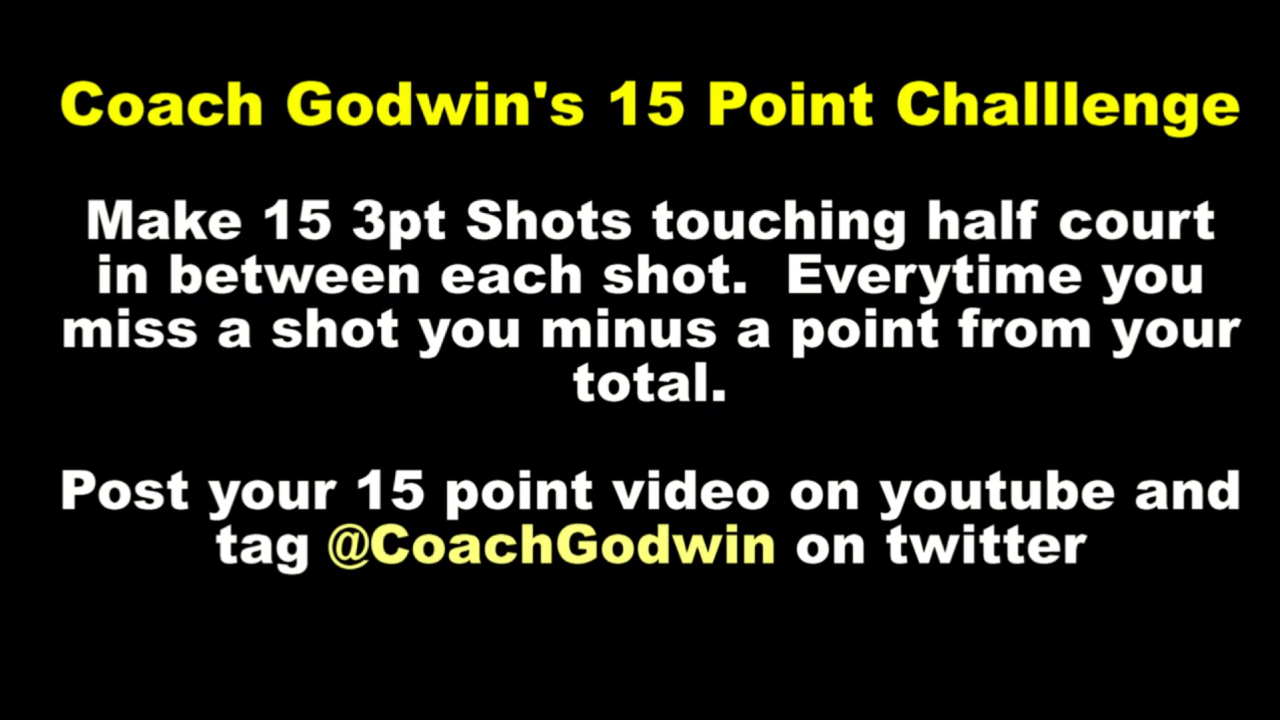 Coach Godwin's 15 Point Challlenge
Make 15 3pt Shots touching half court
in between each shot.  Everytime you
miss a shot you minus a point from your
total.
Post your 15 point video on youtube and
tag @CoachGodwin on twitter